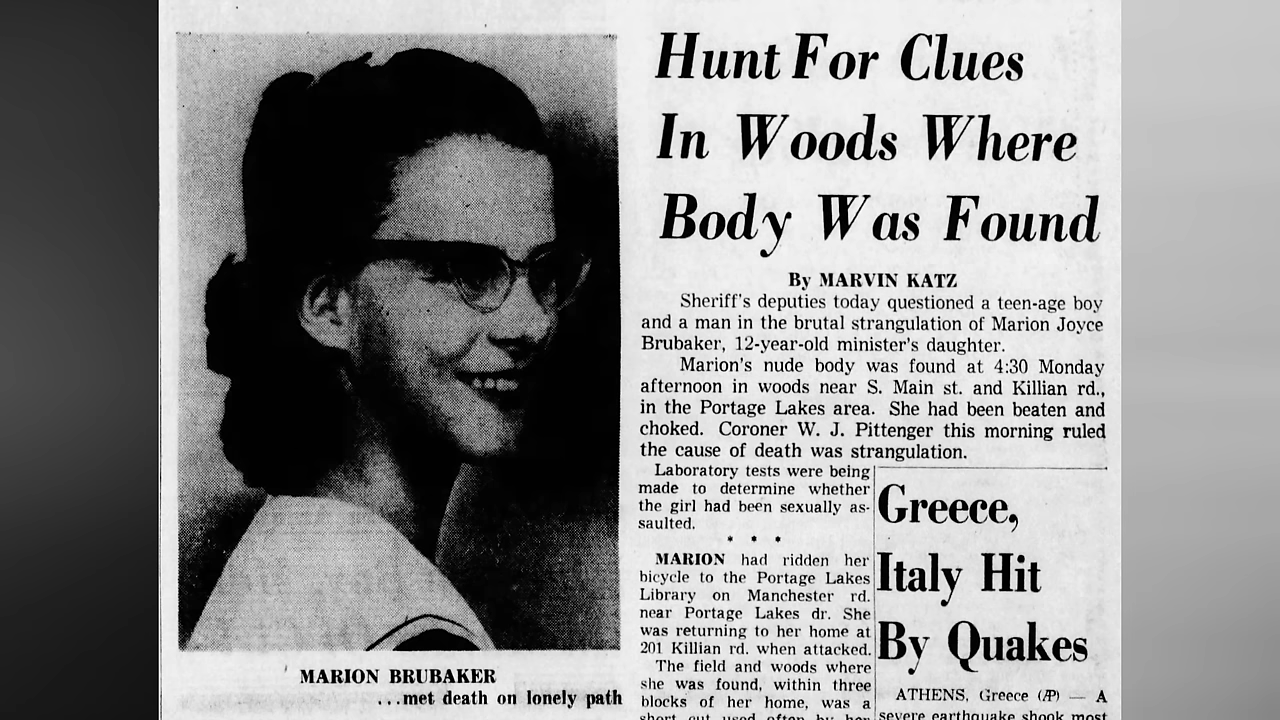 Hunt For Clues
In Woods Where
Body Was Found
By MARVIN KATZ
Sheriff's deputies today questioned a teen-age boy
and a man in the brutal strangulation of Marion Joyce
Brubaker, 12-year-old minister's daughter.
Marion's nude body was found at 4:30 Monday
afternoon in woods near S. Main st. and Killian rd.,
in the Portage Lakes area. She had been beaten and
choked. Coroner W. J. Pittenger this morning ruled
the cause of death was strangulation.
Laboratory tests were being
made to determine whether
the girl had been sexually as-
saulted.
* * *
MARION had ridden her
bicycle to the Portage Lakes
Library on Manchester rd.
near Portage Lakes dr. She
was returning to her home at
201 Killian rd. when attacked.
The field and woods where
she was found, within three
blocks of her home, was a
short cut used often by her
Greece,
Italy Hit
By Quakes
ATHENS, Greece (AP) — A
severe earthquake shook most
MARION BRUBAKER
...met death on lonely path